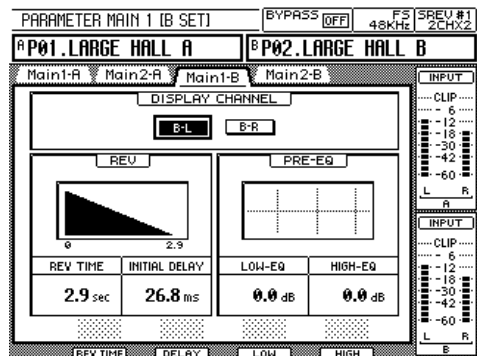 PARAMETER MAIN 1 [B SET]
BYPASS OFF
FS 48KHz
SREV #1 2CHX2
A P01.LARGE HALL A
B P02.LARGE HALL B
Main1-A Main2-A Main1-B Main2-B
DISPLAY CHANNEL
B-L B-R
REV
0 2.9
REV TIME INITIAL DELAY
2.9 sec 26.8 ms
PRE-EQ
LOW-EQ HIGH-EQ
0.0 dB 0.0 dB
REV TIME DELAY LOW HIGH
INPUT
CLIP
6
12
18
30
42
60
L R
A
INPUT
CLIP
6
12
18
30
42
60
L R
B